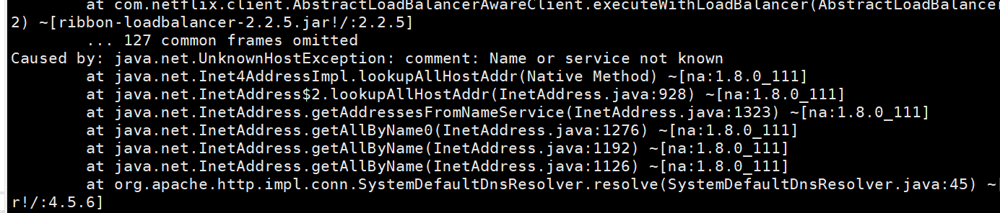 at com.netflix.client.AbstractLoadBalancerAwareClient.executeWithLoadBalancer(AbstractLoadBalancer
2) ~[ribbon-loadbalancer-2.2.5.jar!/:2.2.5]
... 127 common frames omitted
Caused by: java.net.UnknownHostException: comment: Name or service not known
at java.net.Inet4AddressImpl.lookupAllHostAddr(Native Method) ~[na:1.8.0_111]
at java.net.InetAddress$2.lookupAllHostAddr(InetAddress.java:928) ~[na:1.8.0_111]
at java.net.InetAddress.getAddressesFromNameService(InetAddress.java:1323) ~[na:1.8.0_111]
at java.net.InetAddress.getAllByName0(InetAddress.java:1276) ~[na:1.8.0_111]
at java.net.InetAddress.getAllByName(InetAddress.java:1192) ~[na:1.8.0_111]
at java.net.InetAddress.getAllByName(InetAddress.java:1126) ~[na:1.8.0_111]
at org.apache.http.impl.conn.SystemDefaultDnsResolver.resolve(SystemDefaultDnsResolver.java:45) ~[
r!/:4.5.6]